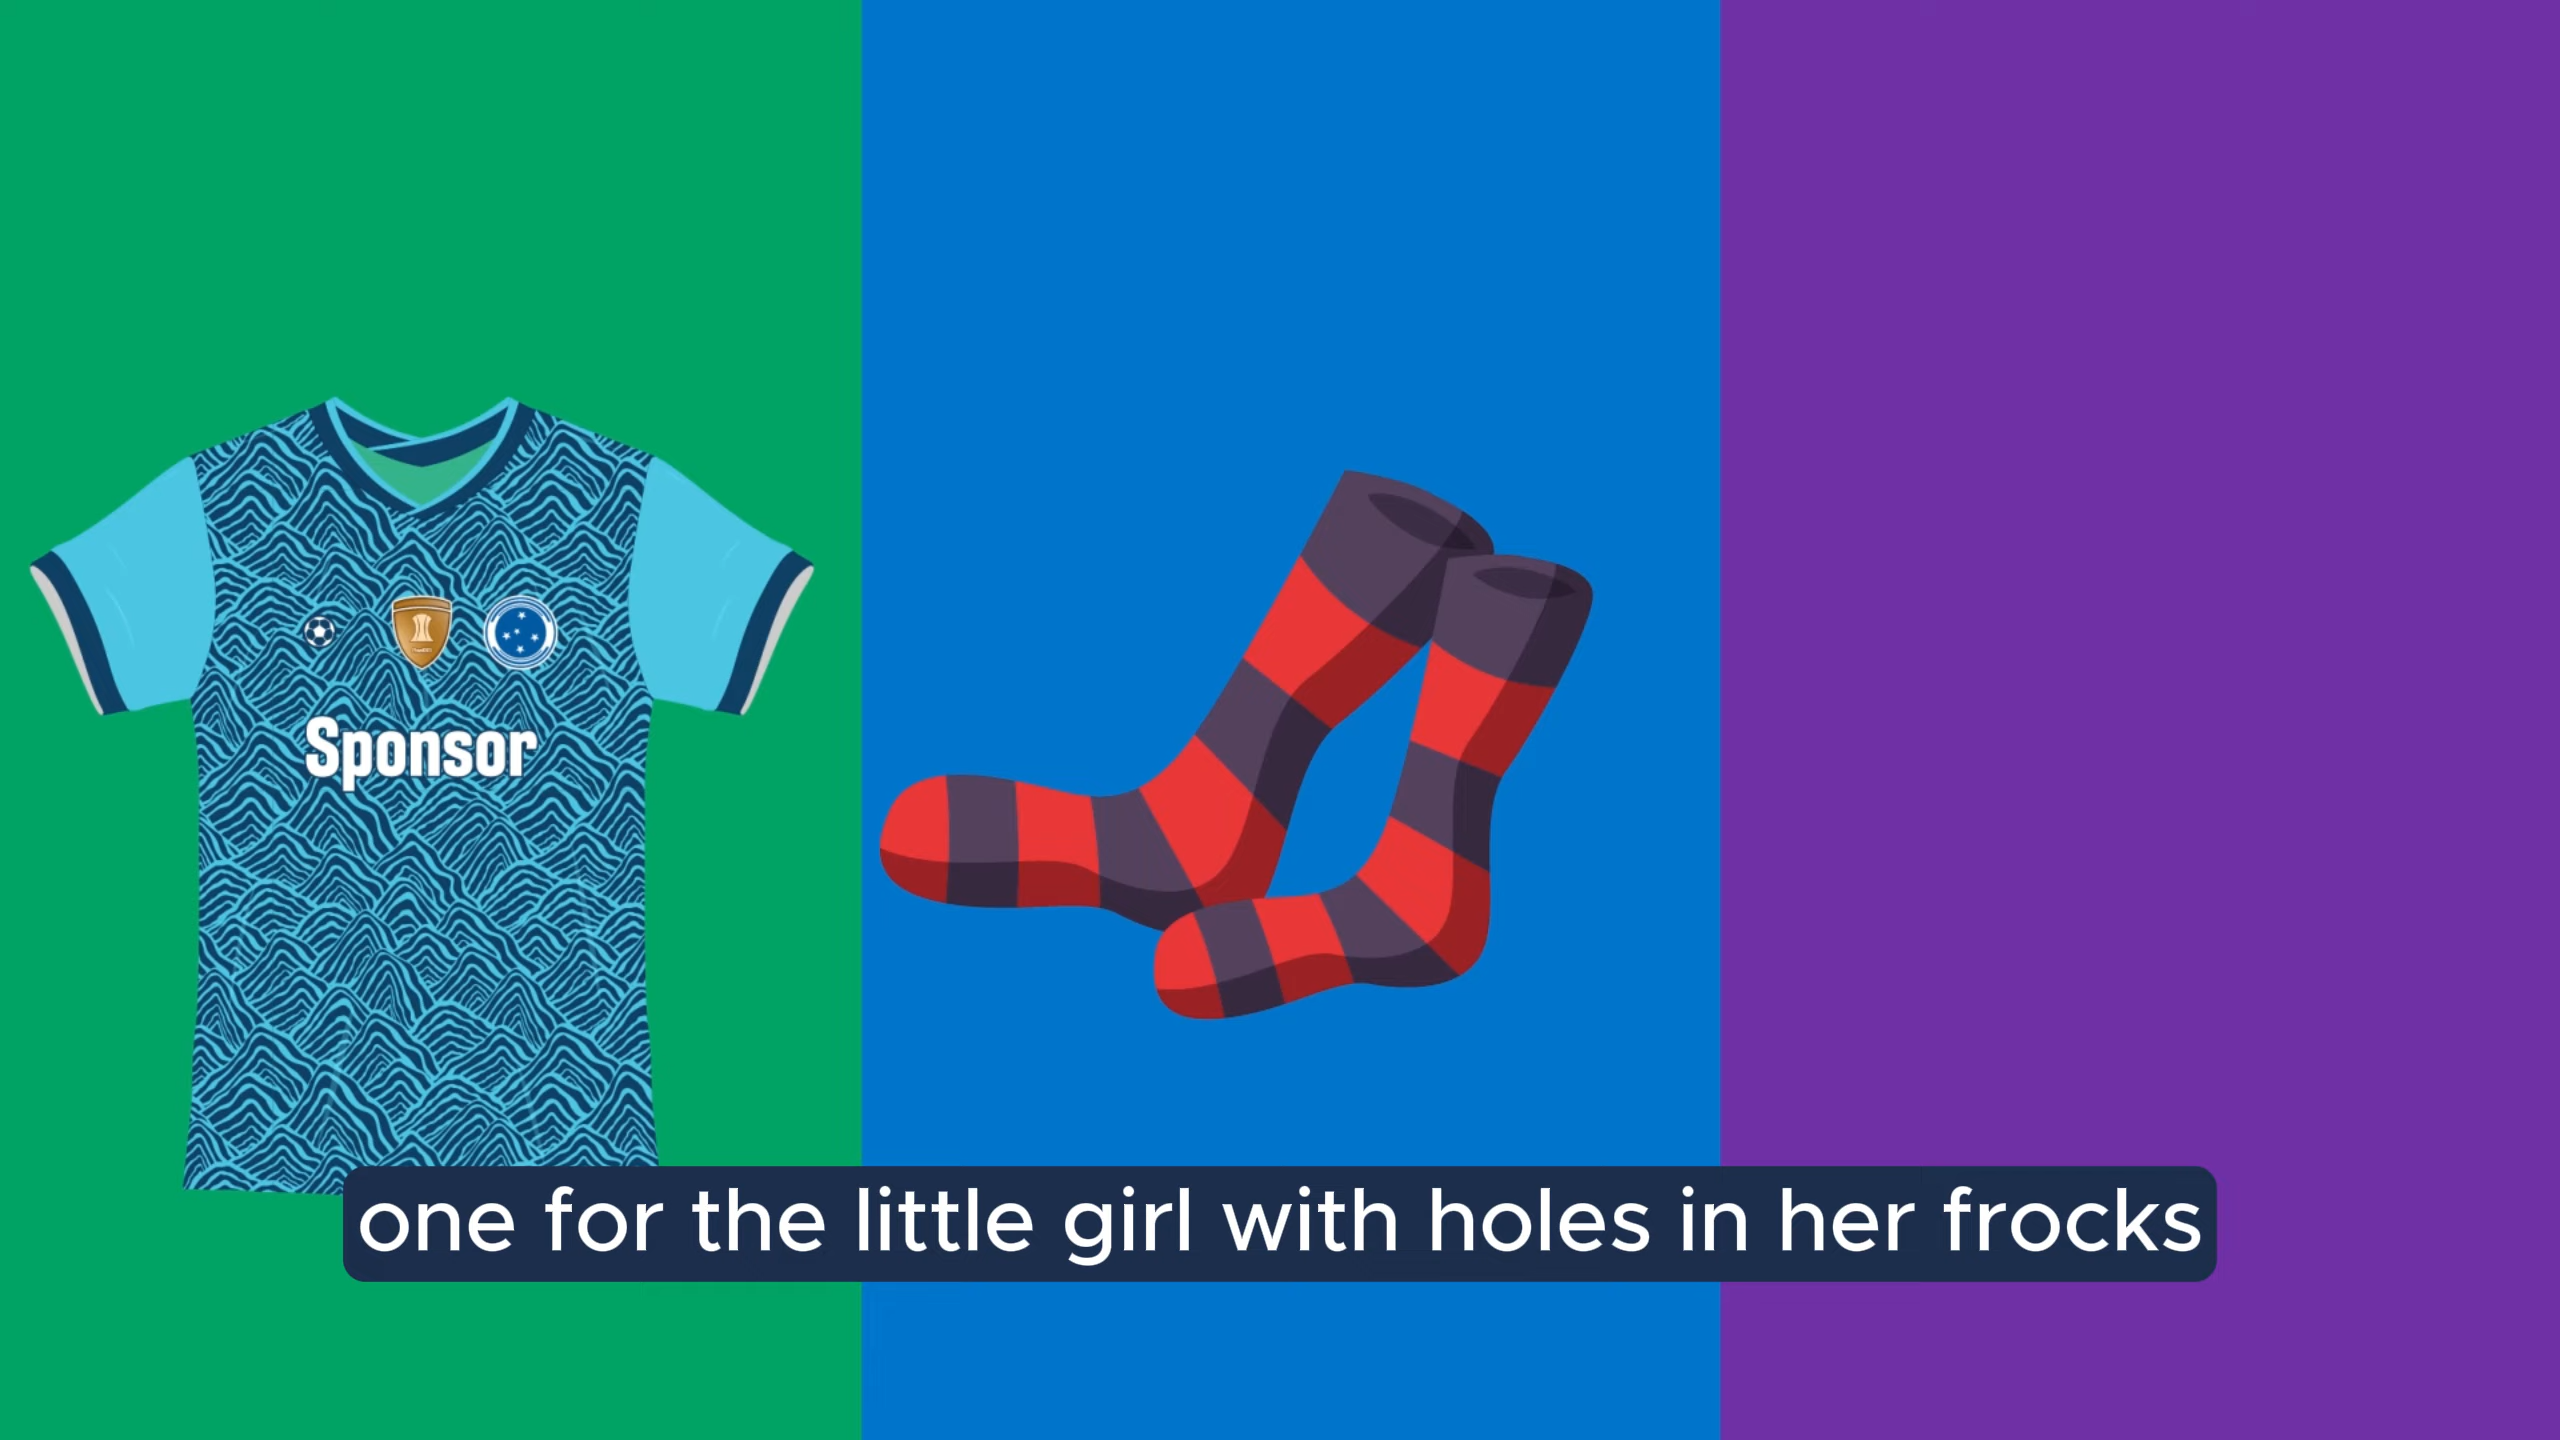 Sponsor
one for the little girl with holes in her frocks